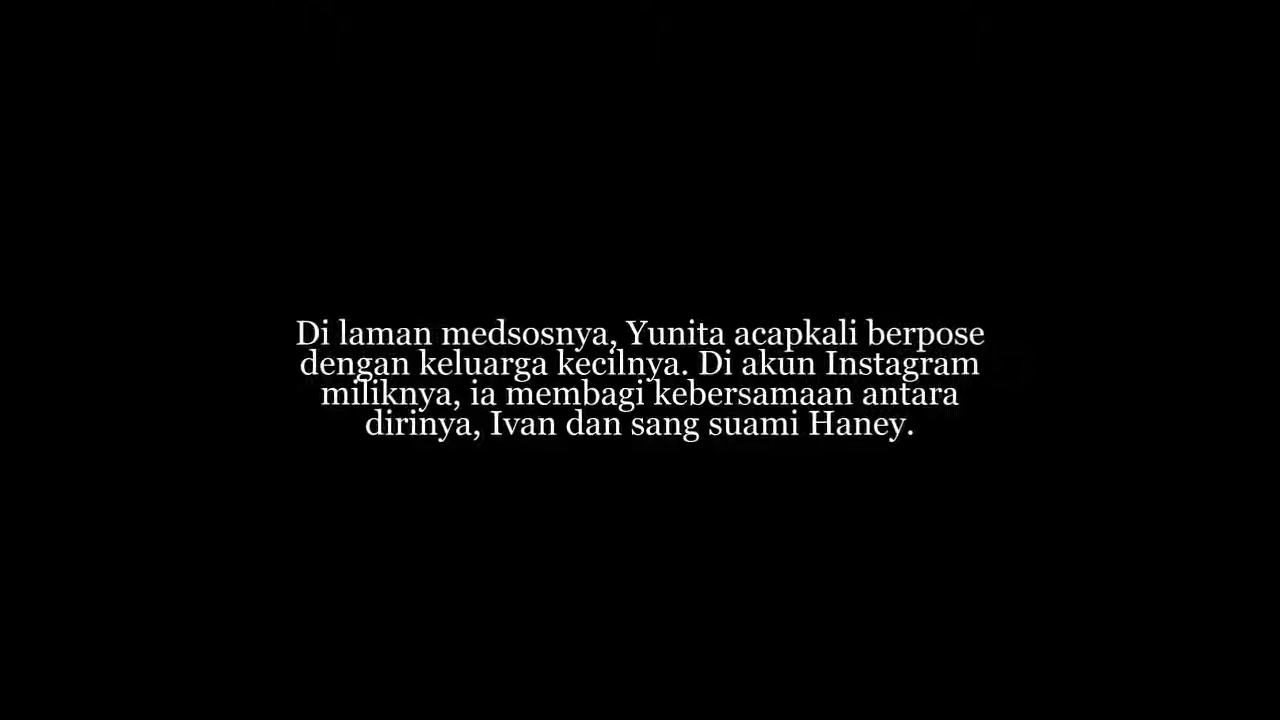 Di laman medsosnya, Yunita acapkali berpose
dengan keluarga kecilnya. Di akun Instagram
miliknya, ia membagi kebersamaan antara
dirinya, Ivan dan sang suami Haney.